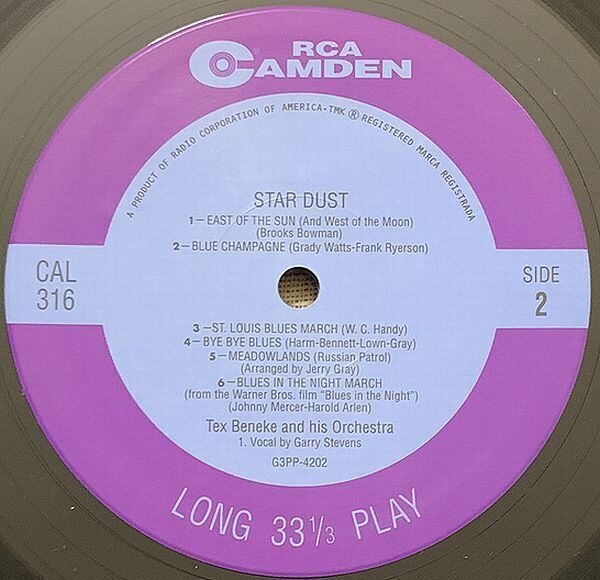 RCA
CAMDEN
A PRODUCT OF RADIO CORPORATION OF AMERICA-TMK ® REGISTERED MARCA REGISTRADA
STAR DUST
1—EAST OF THE SUN (And West of the Moon)
(Brooks Bowman)
2—BLUE CHAMPAGNE (Grady Watts-Frank Ryerson)
CAL
316
SIDE
2
3—ST. LOUIS BLUES MARCH (W. C. Handy)
4—BYE BYE BLUES (Harm-Bennett-Lown-Gray)
5—MEADOWLANDS (Russian Patrol)
(Arranged by Jerry Gray)
6—BLUES IN THE NIGHT MARCH
(from the Warner Bros. film "Blues in the Night")
(Johnny Mercer-Harold Arlen)
Tex Beneke and his Orchestra
1. Vocal by Garry Stevens
G3PP-4202
LONG 33 1/3 PLAY